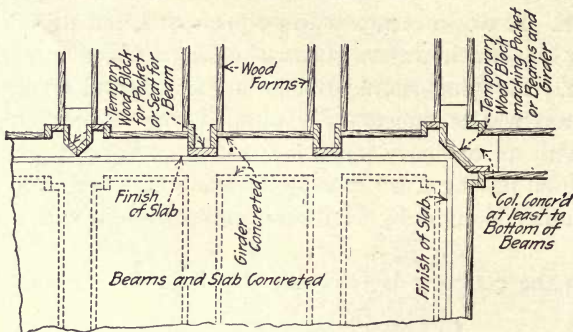 Tempory
Wood Block
for Pocket
or Seat for
Beam
Wood
Forms
Temporary
Wood Block
maching Pocket
or Beams and
Girder
Finish
of Slab
Girder
Concreted
Finish of Slab
Col. Concr'd
at least to
Bottom of
Beams
Beams and Slab Concreted